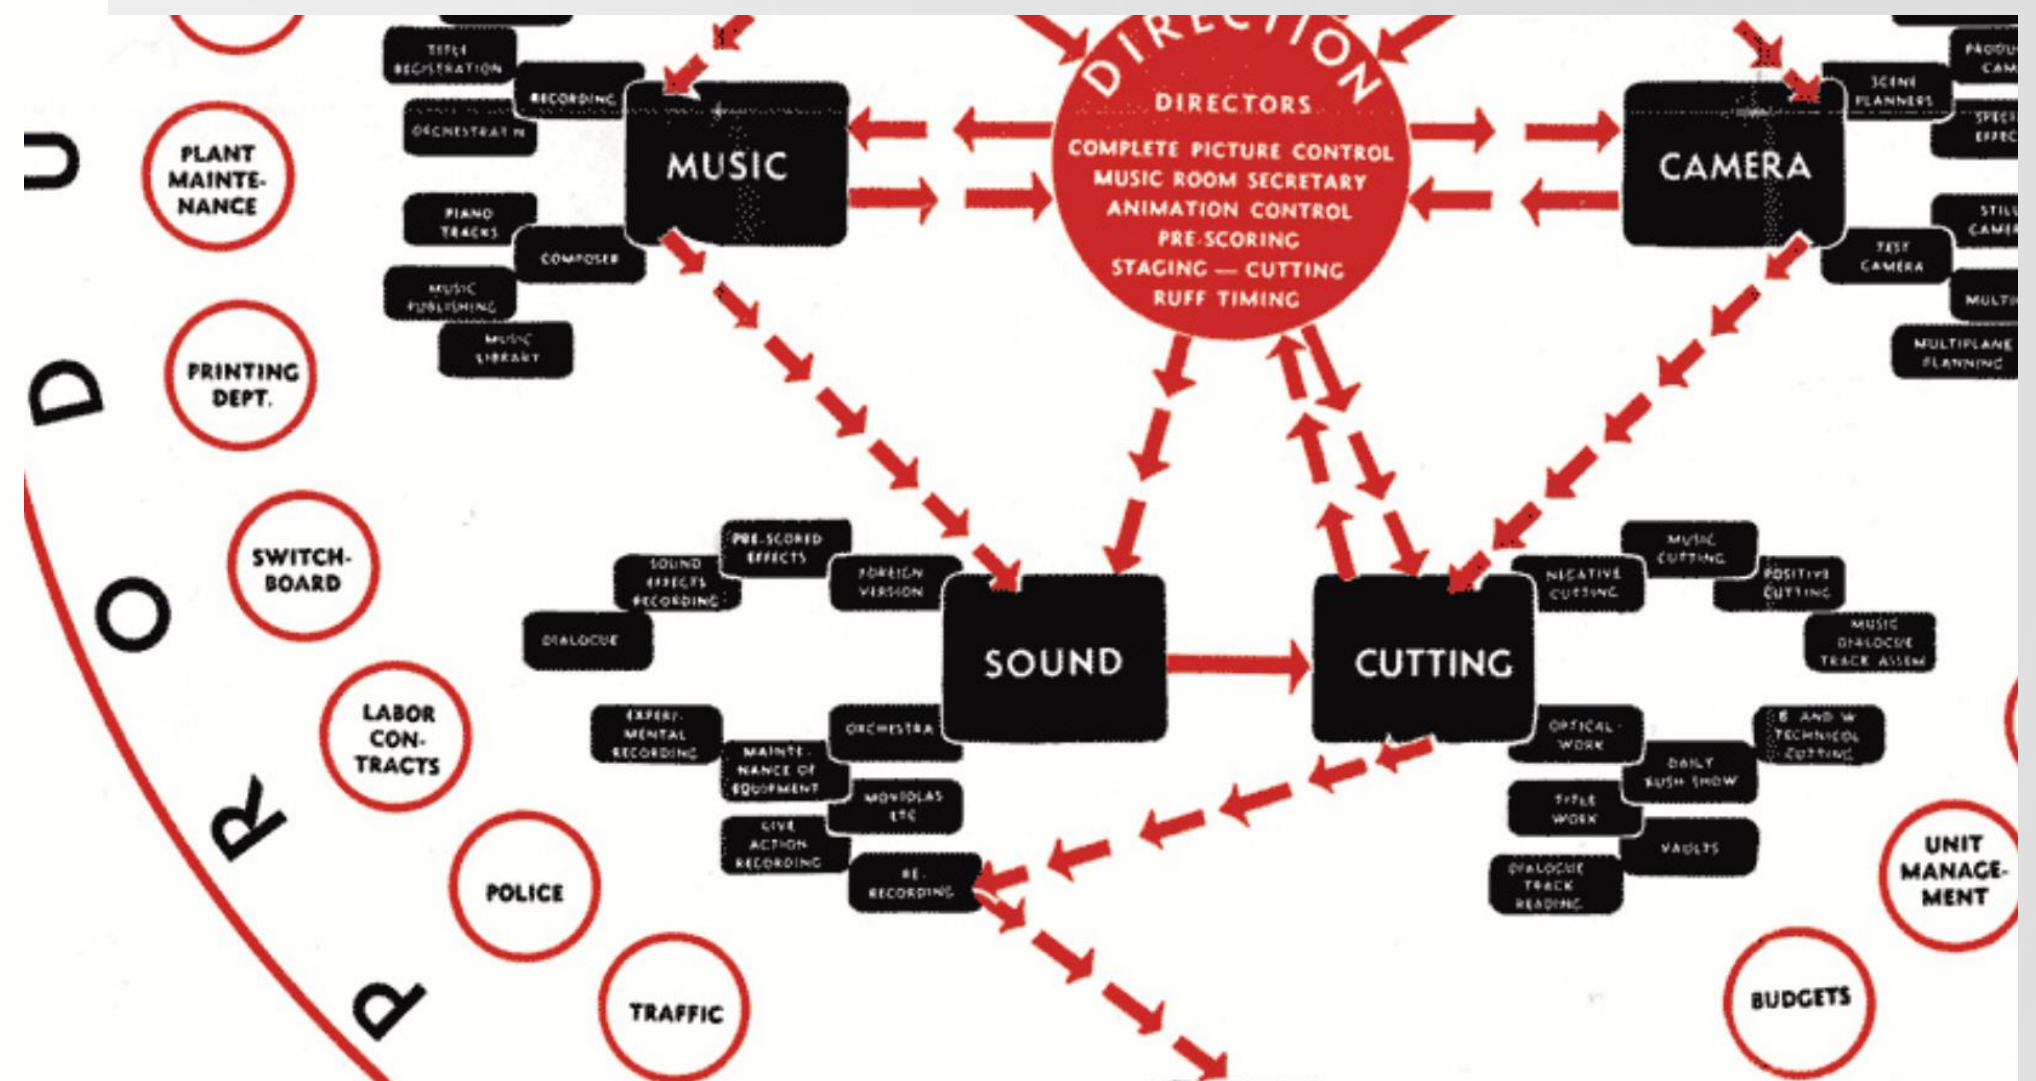 DIRECTION
DIRECTORS
COMPLETE PICTURE CONTROL
MUSIC ROOM SECRETARY
ANIMATION CONTROL
PRE-SCORING
STAGING — CUTTING
RUFF TIMING
TITLE
REGISTRATION
RECORDING
MUSIC
PIANO
TRACKS
COMPOSER
MUSIC
PUBLISHING
MUSIC
LIBRARY
CAMERA
SCENE
PLANNERS
TEST
CAMERA
MULTIPLANE
PLANNING
PLANT
MAINTE-
NANCE
PRINTING
DEPT.
SWITCH-
BOARD
LABOR
CON-
TRACTS
POLICE
TRAFFIC
U
D
O
R
P
PRE-SCORED
EFFECTS
SOUND
EFFECTS
RECORDING
FOREIGN
VERSION
DIALOGUE
SOUND
EXPERI-
MENTAL
RECORDING
ORCHESTRA
MAINTE-
NANCE OF
EQUIPMENT
MOVIOLAS
ETC
LIVE
ACTION
RECORDING
RE-
RECORDING
CUTTING
NEGATIVE
CUTTING
MUSIC
CUTTING
POSITIVE
CUTTING
MUSIC
DIALOGUE
TRACK ASSEM
OPTICAL-
WORK
B AND W
TECHNICOL
CUTTING
DAILY
RUSH SHOW
TITLE
WORK
VAULTS
DIALOGUE
TRACK
READING
UNIT
MANAGE-
MENT
BUDGETS